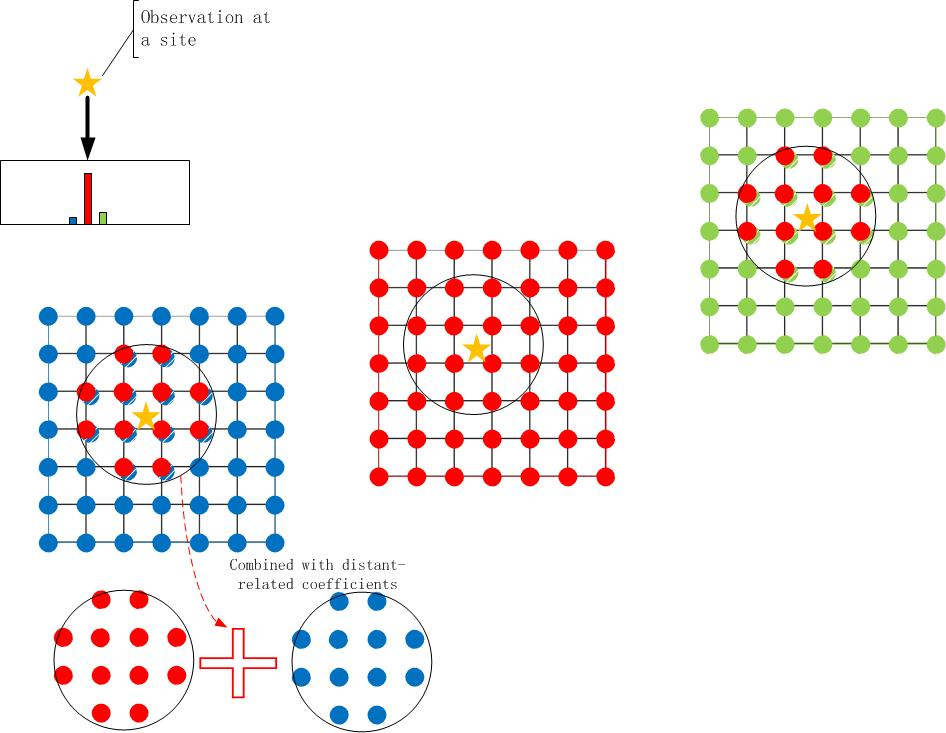 Observation at
a site
Combined with distant-
related coefficients